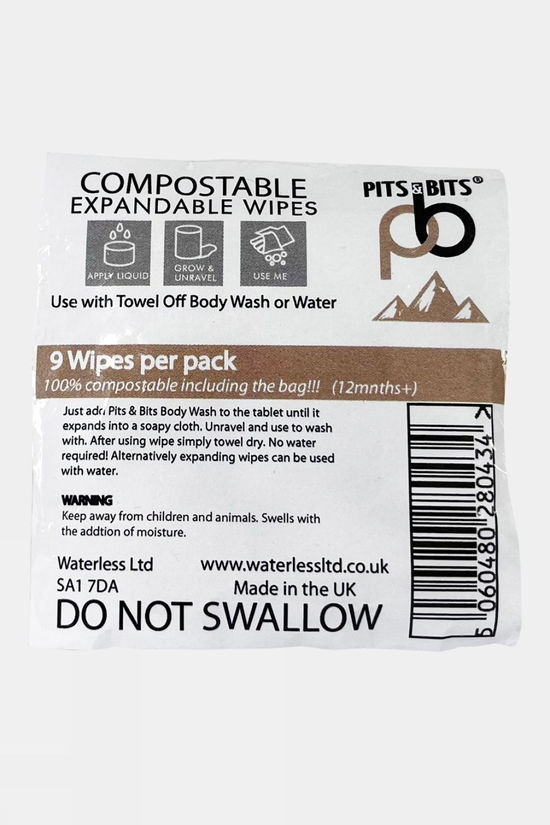 COMPOSTABLE
EXPANDABLE WIPES
APPLY LIQUID
GROW &
UNRAVEL
USE ME
PITS & BITS®
pb
Use with Towel Off Body Wash or Water
9 Wipes per pack
100% compostable including the bag!!! (12mnths+)
Just add Pits & Bits Body Wash to the tablet until it
expands into a soapy cloth. Unravel and use to wash
with. After using wipe simply towel dry. No water
required! Alternatively expanding wipes can be used
with water.
WARNING
Keep away from children and animals. Swells with
the addtion of moisture.
Waterless Ltd
SA1 7DA
www.waterlessltd.co.uk
Made in the UK
DO NOT SWALLOW
5 060480 280434 >